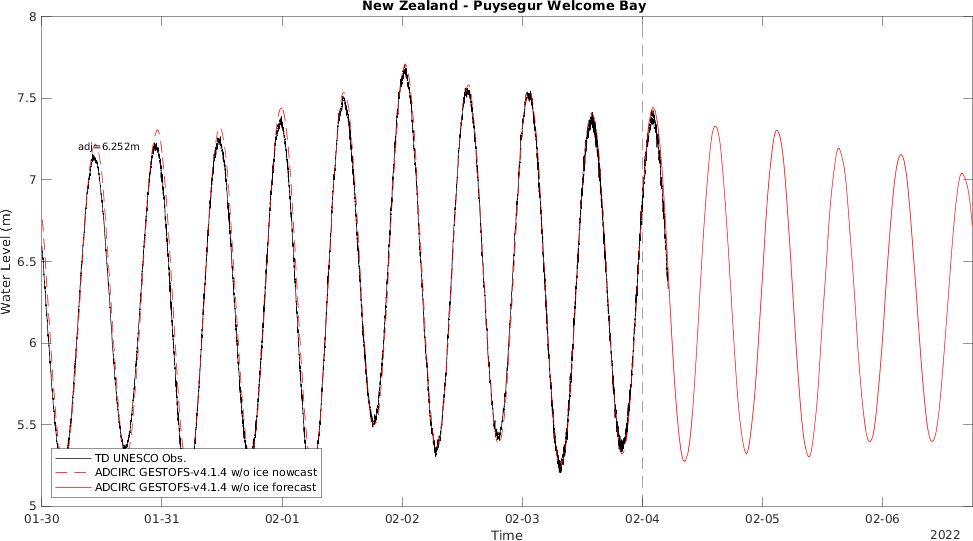 New Zealand - Puysegur Welcome Bay
8
7.5
7
6.5
6
5.5
5
Water Level (m)
adj=6.252m
TD UNESCO Obs.
ADCIRC GESTOFS-v4.1.4 w/o ice nowcast
ADCIRC GESTOFS-v4.1.4 w/o ice forecast
01-30 01-31 02-01 02-02 02-03 02-04 02-05 02-06
Time
2022